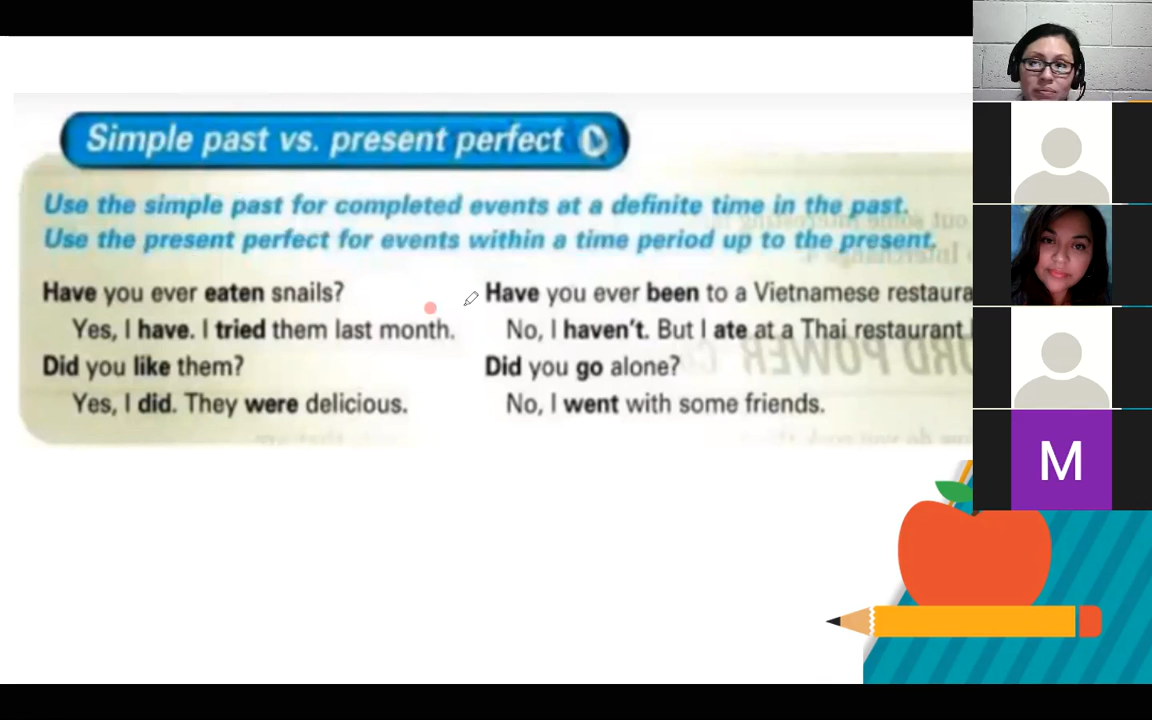 Simple past vs. present perfect
Use the simple past for completed events at a definite time in the past.
Use the present perfect for events within a time period up to the present.
Have you ever eaten snails?
Yes, I have. I tried them last month.
Did you like them?
Yes, I did. They were delicious.
Have you ever been to a Vietnamese restaura
No, I haven't. But I ate at a Thai restaurant
Did you go alone?
No, I went with some friends.
M